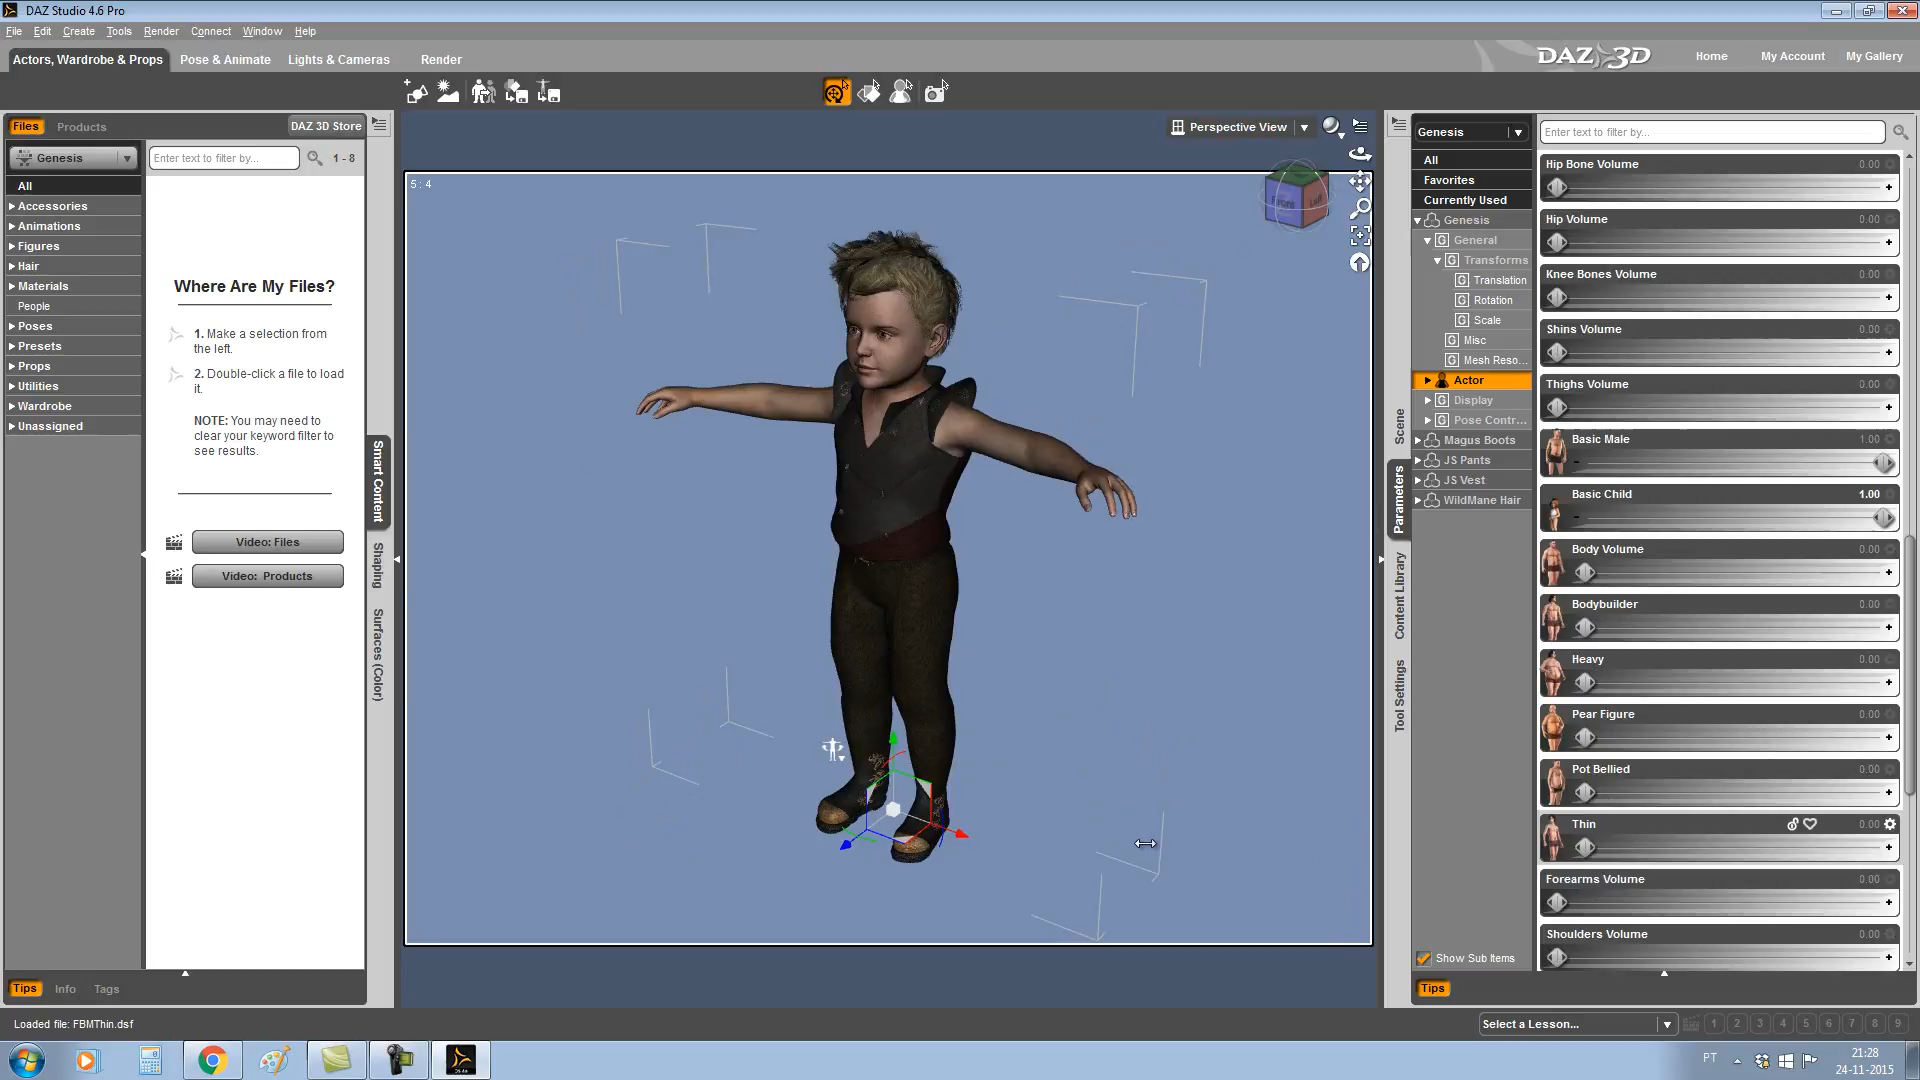 DAZ Studio 4.6 Pro
File Edit Create Tools Render Connect Window Help
Actors, Wardrobe & Props Pose & Animate Lights & Cameras Render
DAZ 3D
Home My Account My Gallery
Files Products DAZ 3D Store
Genesis
Enter text to filter by...
1 - 8
All
Accessories
Animations
Figures
Hair
Materials
People
Poses
Presets
Props
Utilities
Wardrobe
Unassigned
Where Are My Files?
1. Make a selection from
the left.
2. Double-click a file to load
it.
NOTE: You may need to
clear your keyword filter to
see results.
Video: Files
Video: Products
Smart Content
Shaping
Surfaces (Color)
Tips Info Tags
Loaded file: FBMThin.dsf
5 : 4
Perspective View
Front
Left
Scene
Parameters
Content Library
Tool Settings
Genesis
All
Favorites
Currently Used
Genesis
G General
G Transforms
G Translation
G Rotation
G Scale
G Misc
G Mesh Reso...
Actor
G Display
G Pose Contr...
Magus Boots
JS Pants
JS Vest
WildMane Hair
Show Sub Items
Tips
Enter text to filter by...
Hip Bone Volume 0.00
Hip Volume 0.00
Knee Bones Volume 0.00
Shins Volume 0.00
Thighs Volume 0.00
Basic Male 1.00
Basic Child 1.00
Body Volume 0.00
Bodybuilder 0.00
Heavy 0.00
Pear Figure 0.00
Pot Bellied 0.00
Thin 0.00
Forearms Volume 0.00
Shoulders Volume 0.00
Select a Lesson...
1 2 3 4 5 6 7 8 9
PT
21:28
24-11-2015